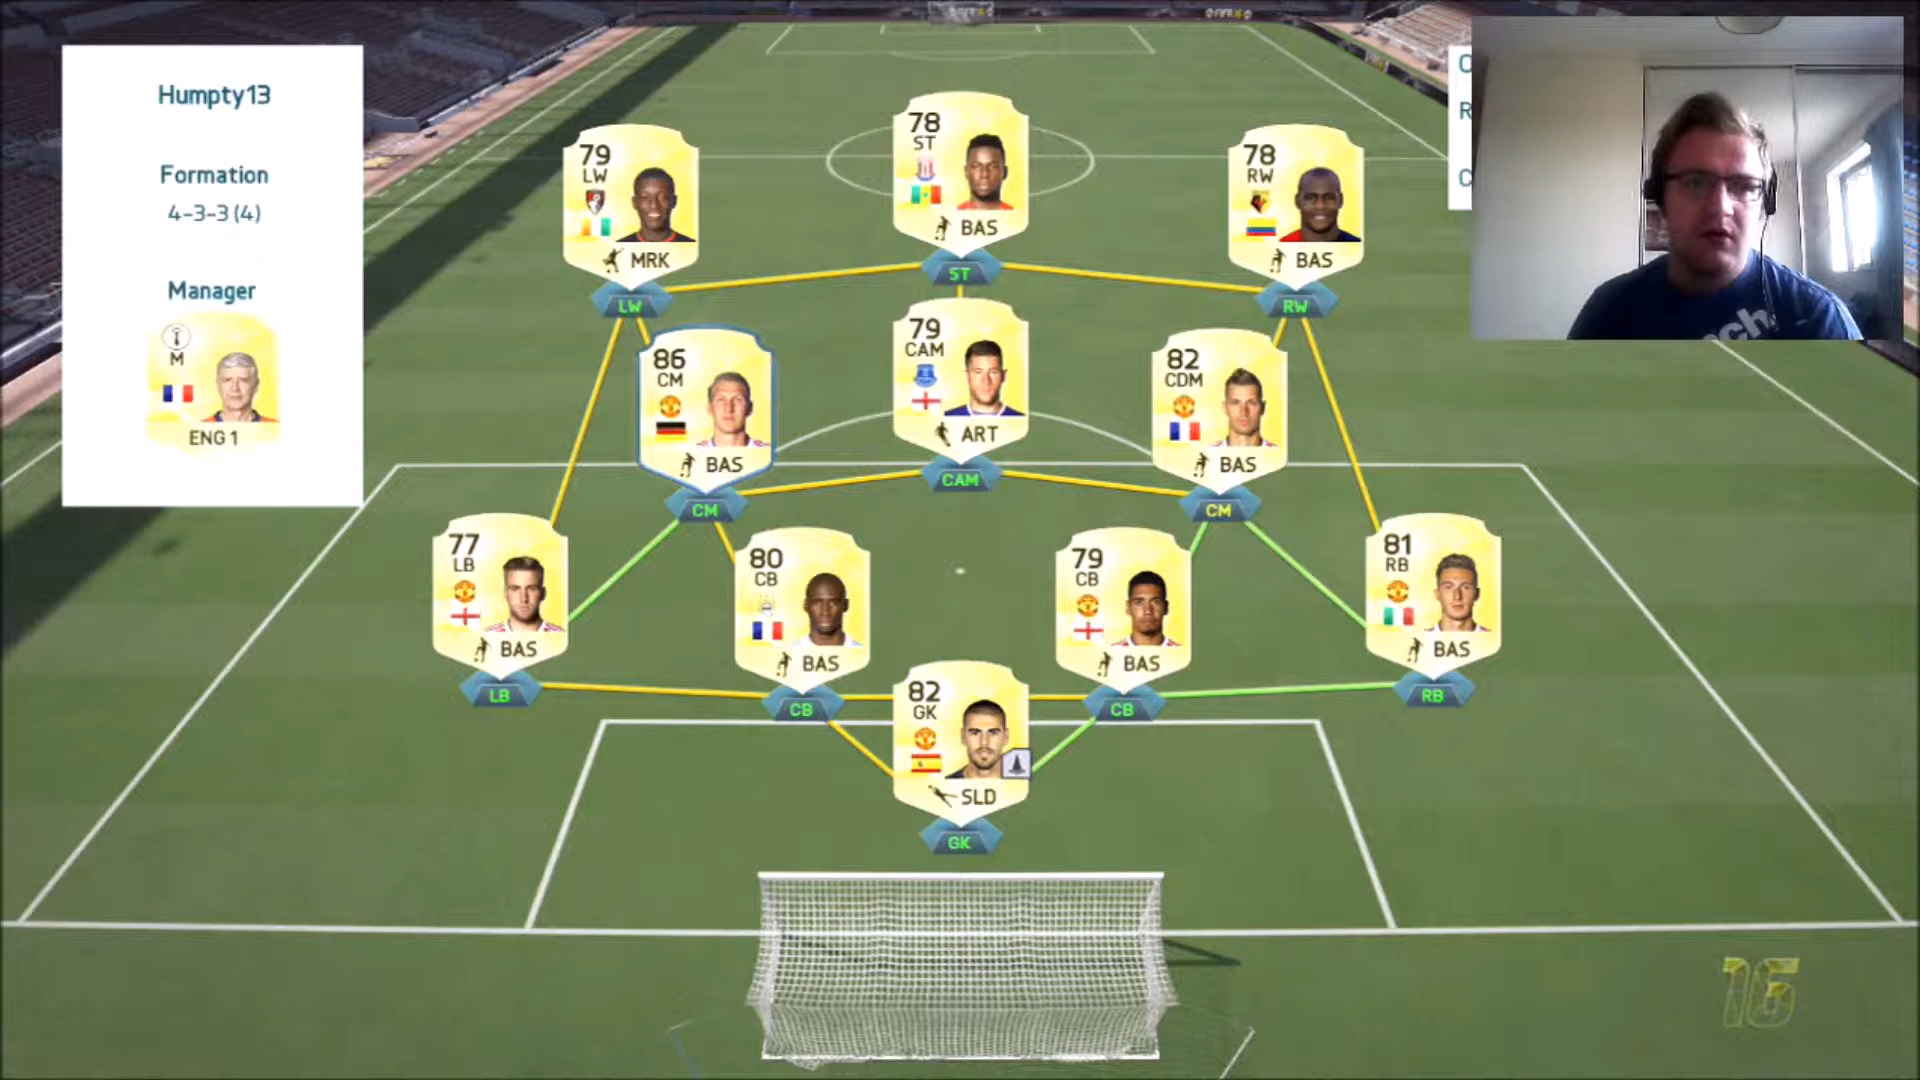 Humpty13
Formation
4-3-3 (4)
Manager
M
ENG 1
79
LW
MRK
LW
78
ST
BAS
ST
78
RW
BAS
RW
86
CM
BAS
CM
79
CAM
ART
CAM
82
CDM
BAS
CM
77
LB
BAS
LB
80
CB
BAS
CB
79
CB
BAS
CB
81
RB
BAS
RB
82
GK
SLD
GK
C
R
C
ch
16